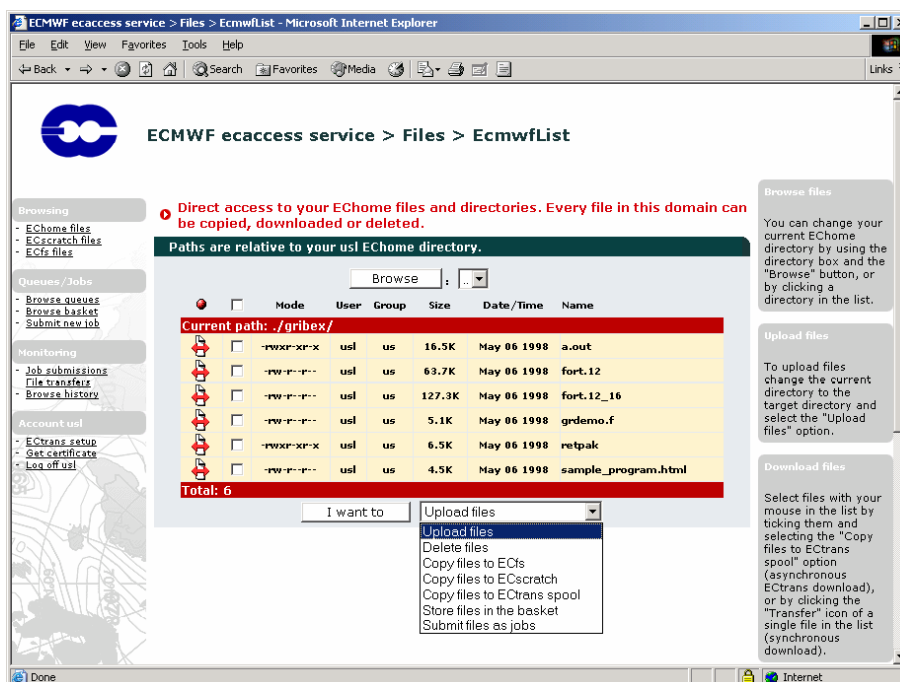 ECMWF ecaccess service > Files > EcmwfList - Microsoft Internet Explorer
File Edit View Favorites Tools Help
Back Search Favorites Media Links
ECMWF ecaccess service > Files > EcmwfList
Browsing
- EChome files
- ECscratch files
- ECfs files
Queues/Jobs
- Browse queues
- Browse basket
- Submit new job
Monitoring
- Job submissions
File transfers
- Browse history
Account usl
- ECtrans setup
- Get certificate
- Log off usl
Direct access to your EChome files and directories. Every file in this domain can
be copied, downloaded or deleted.
Paths are relative to your usl EChome directory.
Browse : ..
Mode User Group Size Date/Time Name
Current path: ./gribex/
-rwxr-xr-x usl us 16.5K May 06 1998 a.out
-rw-r--r-- usl us 63.7K May 06 1998 fort.12
-rw-r--r-- usl us 127.3K May 06 1998 fort.12_16
-rw-r--r-- usl us 5.1K May 06 1998 grdemo.f
-rwxr-xr-x usl us 6.5K May 06 1998 retpak
-rw-r--r-- usl us 4.5K May 06 1998 sample_program.html
Total: 6
I want to Upload files
Upload files
Delete files
Copy files to ECfs
Copy files to ECscratch
Copy files to ECtrans spool
Store files in the basket
Submit files as jobs
Browse files
You can change your
current EChome
directory by using the
directory box and the
"Browse" button, or
by clicking a
directory in the list.
Upload files
To upload files
change the current
directory to the
target directory and
select the "Upload
files" option.
Download files
Select files with your
mouse in the list by
ticking them and
selecting the "Copy
files to ECtrans
spool" option
(asynchronous
ECtrans download),
or by clicking the
"Transfer" icon of a
single file in the list
(synchronous
download).
Done Internet